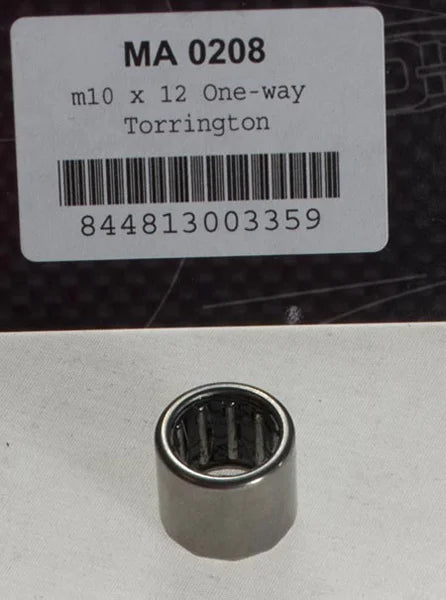 MA 0208
m10 x 12 One-way
Torrington
844813003359